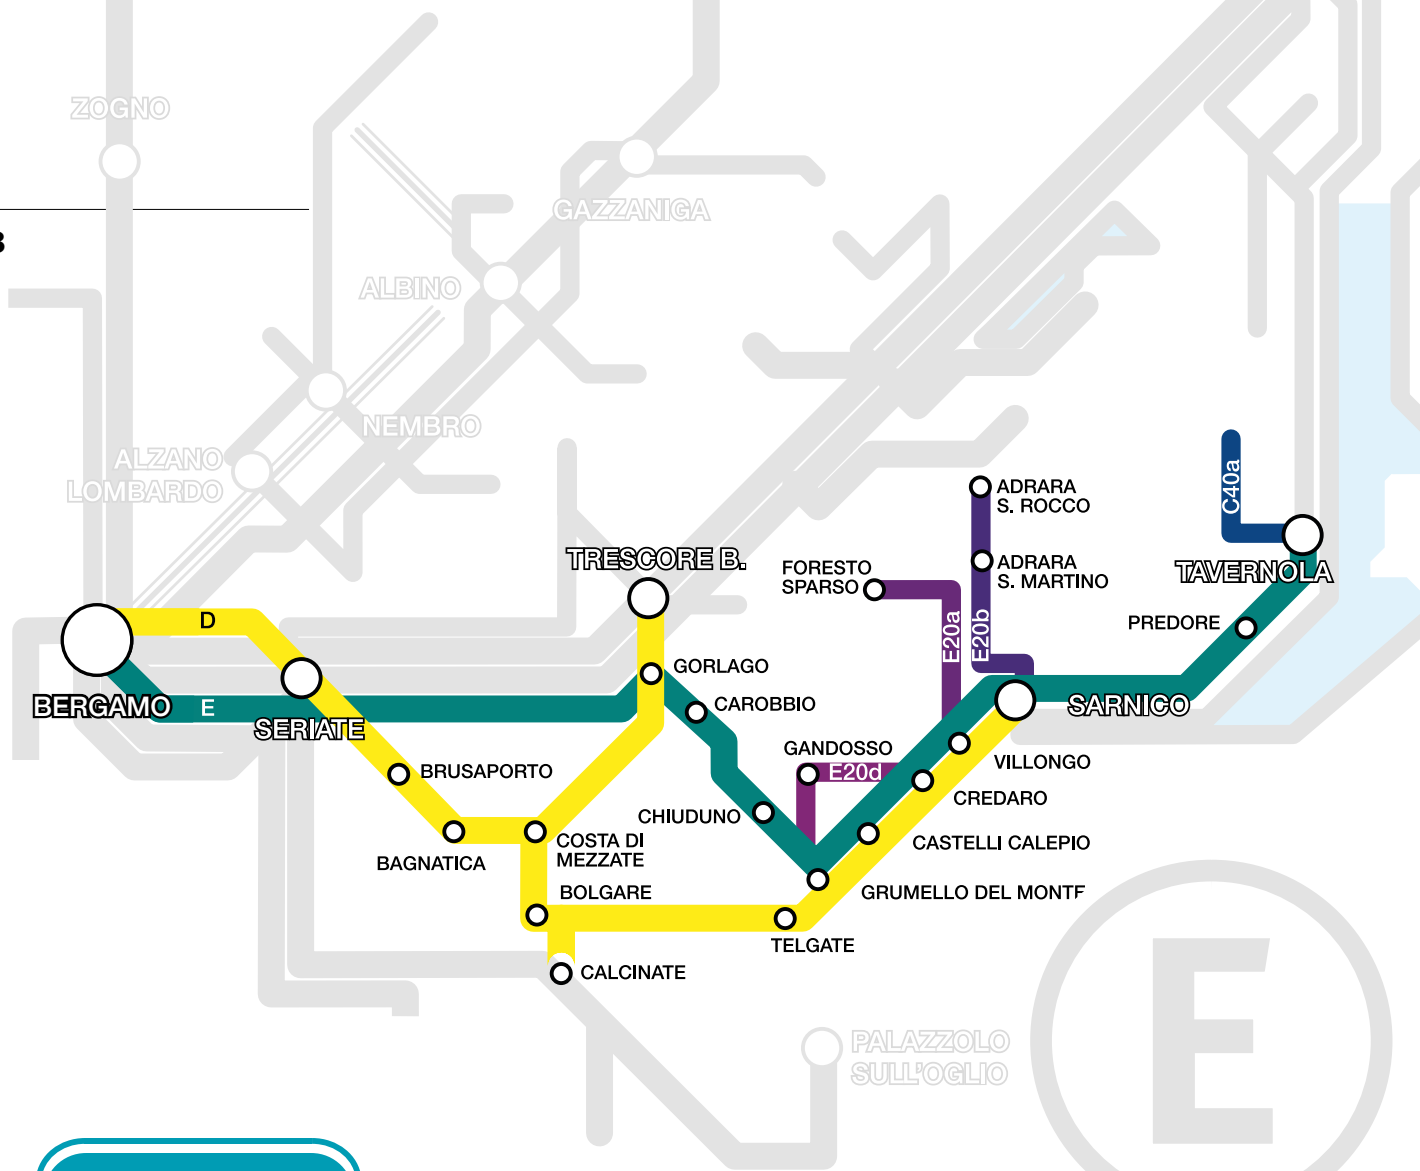 ZOGNO
GAZZANIGA
ALBINO
NEMBRO
ALZANO
LOMBARDO
C40a
ADRARA
S. ROCCO
TRESCORE B.
FORESTO
SPARSO
ADRARA
S. MARTINO
TAVERNOLA
D
E20a
E20b
PREDORE
GORLAGO
BERGAMO
E
SERIATE
CAROBBIO
SARNICO
GANDOSSO
E20d
VILLONGO
BRUSAPORTO
CREDARO
CHIUDUNO
COSTA DI
MEZZATE
CASTELLI CALEPIO
BAGNATICA
BOLGARE
GRUMELLO DEL MONTE
TELGATE
CALCINATE
PALAZZOLO
SULL'OGLIO
E